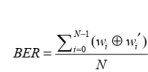 BER = \frac{\sum_{i=0}^{N-1}(w_i \oplus w_i^{'})}{N}